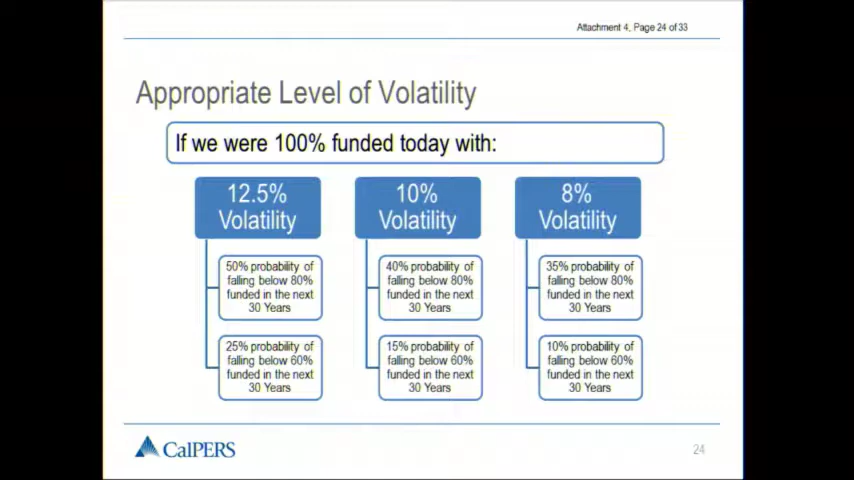 Attachment 4, Page 24 of 33
Appropriate Level of Volatility
If we were 100% funded today with:
12.5%
Volatility
50% probability of
falling below 80%
funded in the next
30 Years
25% probability of
falling below 60%
funded in the next
30 Years
10%
Volatility
40% probability of
falling below 80%
funded in the next
30 Years
15% probability of
falling below 60%
funded in the next
30 Years
8%
Volatility
35% probability of
falling below 80%
funded in the next
30 Years
10% probability of
falling below 60%
funded in the next
30 Years
CalPERS
24